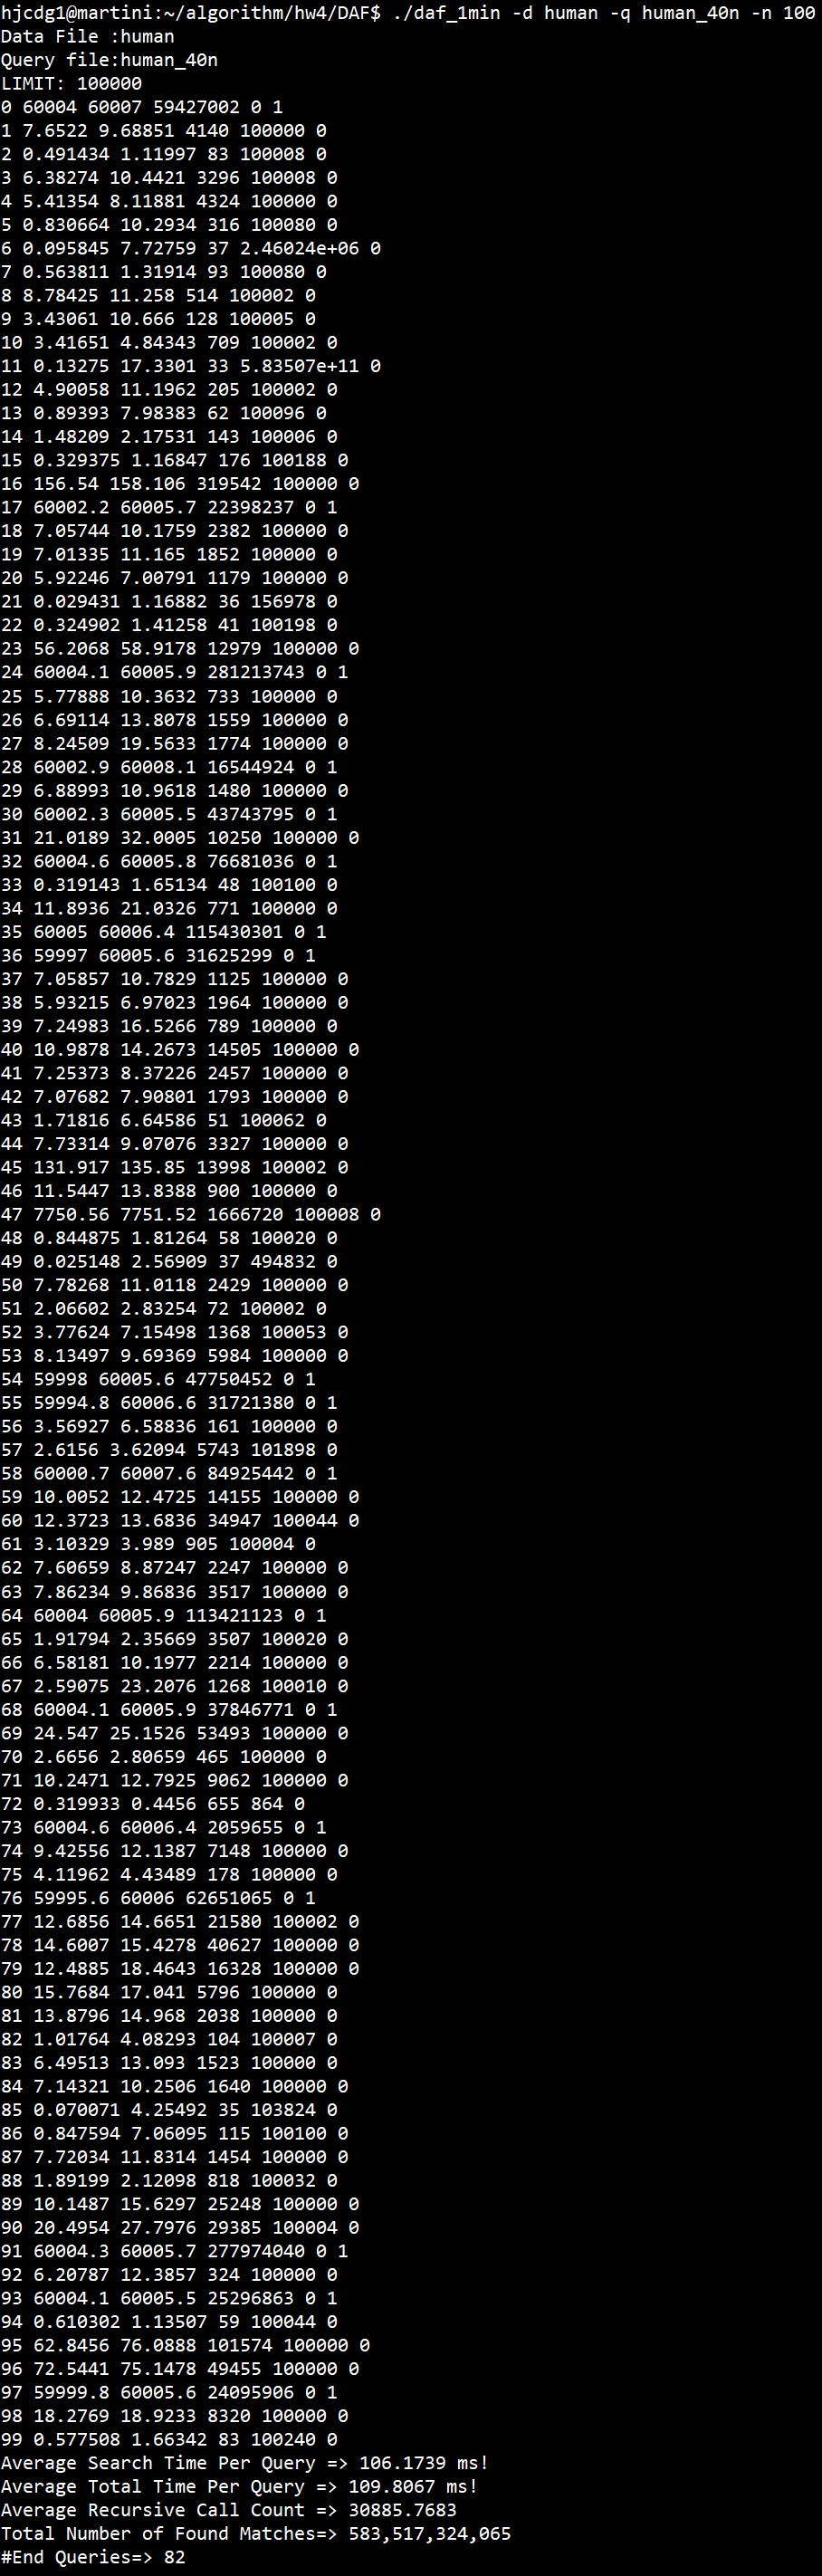 hjcdg1@martini:~/algorithm/hw4/DAF$ ./daf_1min -d human -q human_40n -n 100
Data File :human
Query file:human_40n
LIMIT: 100000
0 60004 60007 59427002 0 1
1 7.6522 9.68851 4140 100000 0
2 0.491434 1.11997 83 100008 0
3 6.38274 10.4421 3296 100008 0
4 5.41354 8.11881 4324 100000 0
5 0.830664 10.2934 316 100080 0
6 0.095845 7.72759 37 2.46024e+06 0
7 0.563811 1.31914 93 100080 0
8 8.78425 11.258 514 100002 0
9 3.43061 10.666 128 100005 0
10 3.41651 4.84343 709 100002 0
11 0.13275 17.3301 33 5.83507e+11 0
12 4.90058 11.1962 205 100002 0
13 0.89393 7.98383 62 100096 0
14 1.48209 2.17531 143 100006 0
15 0.329375 1.16847 176 100188 0
16 156.54 158.106 319542 100000 0
17 60002.2 60005.7 22398237 0 1
18 7.05744 10.1759 2382 100000 0
19 7.01335 11.165 1852 100000 0
20 5.92246 7.00791 1179 100000 0
21 0.029431 1.16882 36 156978 0
22 0.324902 1.41258 41 100198 0
23 56.2068 58.9178 12979 100000 0
24 60004.1 60005.9 281213743 0 1
25 5.77888 10.3632 733 100000 0
26 6.69114 13.8078 1559 100000 0
27 8.24509 19.5633 1774 100000 0
28 60002.9 60008.1 16544924 0 1
29 6.88993 10.9618 1480 100000 0
30 60002.3 60005.5 43743795 0 1
31 21.0189 32.0005 10250 100000 0
32 60004.6 60005.8 76681036 0 1
33 0.319143 1.65134 48 100100 0
34 11.8936 21.0326 771 100000 0
35 60005 60006.4 115430301 0 1
36 59997 60005.6 31625299 0 1
37 7.05857 10.7829 1125 100000 0
38 5.93215 6.97023 1964 100000 0
39 7.24983 16.5266 789 100000 0
40 10.9878 14.2673 14505 100000 0
41 7.25373 8.37226 2457 100000 0
42 7.07682 7.90801 1793 100000 0
43 1.71816 6.64586 51 100062 0
44 7.73314 9.07076 3327 100000 0
45 131.917 135.85 13998 100002 0
46 11.5447 13.8388 900 100000 0
47 7750.56 7751.52 1666720 100008 0
48 0.844875 1.81264 58 100020 0
49 0.025148 2.56909 37 494832 0
50 7.78268 11.0118 2429 100000 0
51 2.06602 2.83254 72 100002 0
52 3.77624 7.15498 1368 100053 0
53 8.13497 9.69369 5984 100000 0
54 59998 60005.6 47750452 0 1
55 59994.8 60006.6 31721380 0 1
56 3.56927 6.58836 161 100000 0
57 2.6156 3.62094 5743 101898 0
58 60000.7 60007.6 84925442 0 1
59 10.0052 12.4725 14155 100000 0
60 12.3723 13.6836 34947 100044 0
61 3.10329 3.989 905 100004 0
62 7.60659 8.87247 2247 100000 0
63 7.86234 9.86836 3517 100000 0
64 60004 60005.9 113421123 0 1
65 1.91794 2.35669 3507 100020 0
66 6.58181 10.1977 2214 100000 0
67 2.59075 23.2076 1268 100010 0
68 60004.1 60005.9 37846771 0 1
69 24.547 25.1526 53493 100000 0
70 2.6656 2.80659 465 100000 0
71 10.2471 12.7925 9062 100000 0
72 0.319933 0.4456 655 864 0
73 60004.6 60006.4 2059655 0 1
74 9.42556 12.1387 7148 100000 0
75 4.11962 4.43489 178 100000 0
76 59995.6 60006 62651065 0 1
77 12.6856 14.6651 21580 100002 0
78 14.6007 15.4278 40627 100000 0
79 12.4885 18.4643 16328 100000 0
80 15.7684 17.041 5796 100000 0
81 13.8796 14.968 2038 100000 0
82 1.01764 4.08293 104 100007 0
83 6.49513 13.093 1523 100000 0
84 7.14321 10.2506 1640 100000 0
85 0.070071 4.25492 35 103824 0
86 0.847594 7.06095 115 100100 0
87 7.72034 11.8314 1454 100000 0
88 1.89199 2.12098 818 100032 0
89 10.1487 15.6297 25248 100000 0
90 20.4954 27.7976 29385 100004 0
91 60004.3 60005.7 277974040 0 1
92 6.20787 12.3857 324 100000 0
93 60004.1 60005.5 25296863 0 1
94 0.610302 1.13507 59 100044 0
95 62.8456 76.0888 101574 100000 0
96 72.5441 75.1478 49455 100000 0
97 59999.8 60005.6 24095906 0 1
98 18.2769 18.9233 8320 100000 0
99 0.577508 1.66342 83 100240 0
Average Search Time Per Query => 106.1739 ms!
Average Total Time Per Query => 109.8067 ms!
Average Recursive Call Count => 30885.7683
Total Number of Found Matches=> 583,517,324,065
#End Queries=> 82